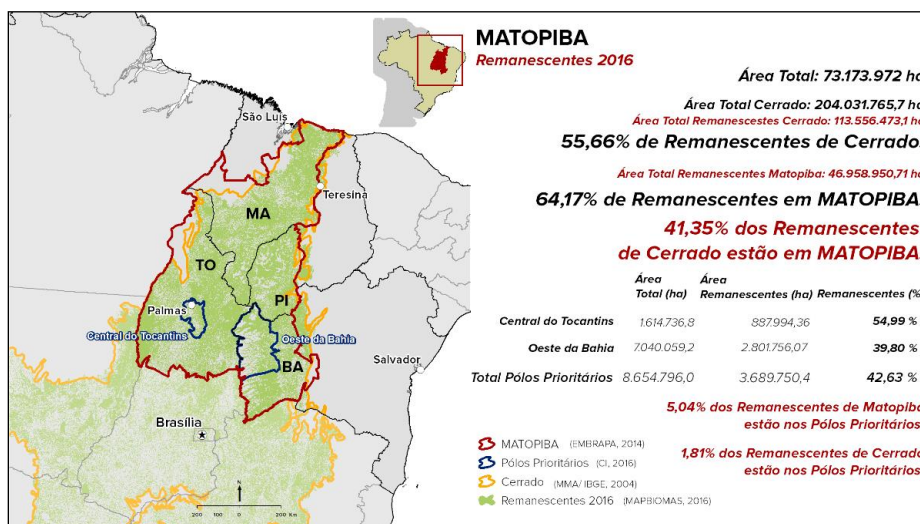 MATOPIBA
Remanescentes 2016
Área Total: 73.173.972 ha
Área Total Cerrado: 204.031.765,7 ha
Área Total Remanescestes Cerrado: 113.556.473,1 ha
55,66% de Remanescentes de Cerrado
Área Total Remanescentes Matopiba: 46.958.950,71 ha
64,17% de Remanescentes em MATOPIBA
41,35% dos Remanescentes
de Cerrado estão em MATOPIBA
Área Total (ha) Área Remanescentes (ha) Remanescentes (%)
Central do Tocantins 1.614.736,8 887.994,36 54,99 %
Oeste da Bahia 7.040.059,2 2.801.756,07 39,80 %
Total Pólos Prioritários 8.654.796,0 3.689.750,4 42,63 %
5,04% dos Remanescentes de Matopiba
estão nos Pólos Prioritários
1,81% dos Remanescentes de Cerrado
estão nos Pólos Prioritários
São Luís
Teresina
MA
TO
PI
Palmas
Central do Tocantins
Oeste da Bahia
BA
Salvador
Brasília
MATOPIBA (EMBRAPA, 2014)
Pólos Prioritários (CI, 2016)
Cerrado (MMA/ IBGE, 2004)
Remanescentes 2016 (MAPBIOMAS, 2016)
N
200 0 200 Km